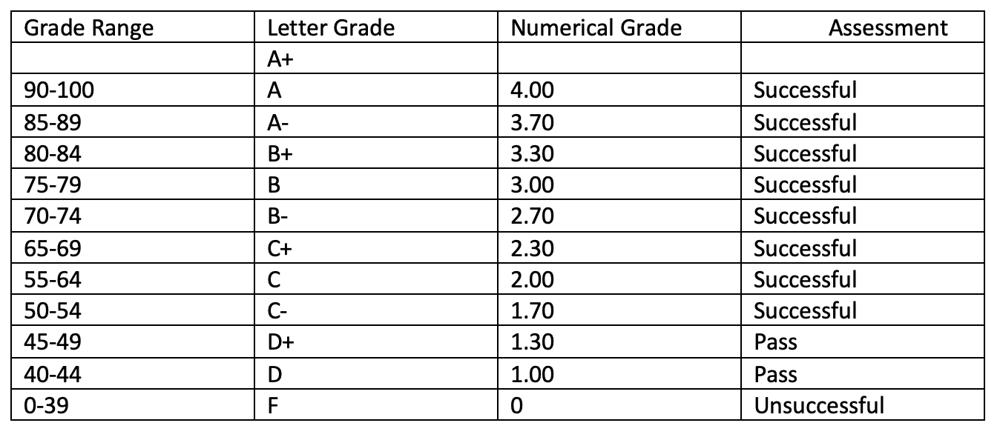 Grade Range Letter Grade Numerical Grade Assessment
A+
90-100 A 4.00 Successful
85-89 A- 3.70 Successful
80-84 B+ 3.30 Successful
75-79 B 3.00 Successful
70-74 B- 2.70 Successful
65-69 C+ 2.30 Successful
55-64 C 2.00 Successful
50-54 C- 1.70 Successful
45-49 D+ 1.30 Pass
40-44 D 1.00 Pass
0-39 F 0 Unsuccessful